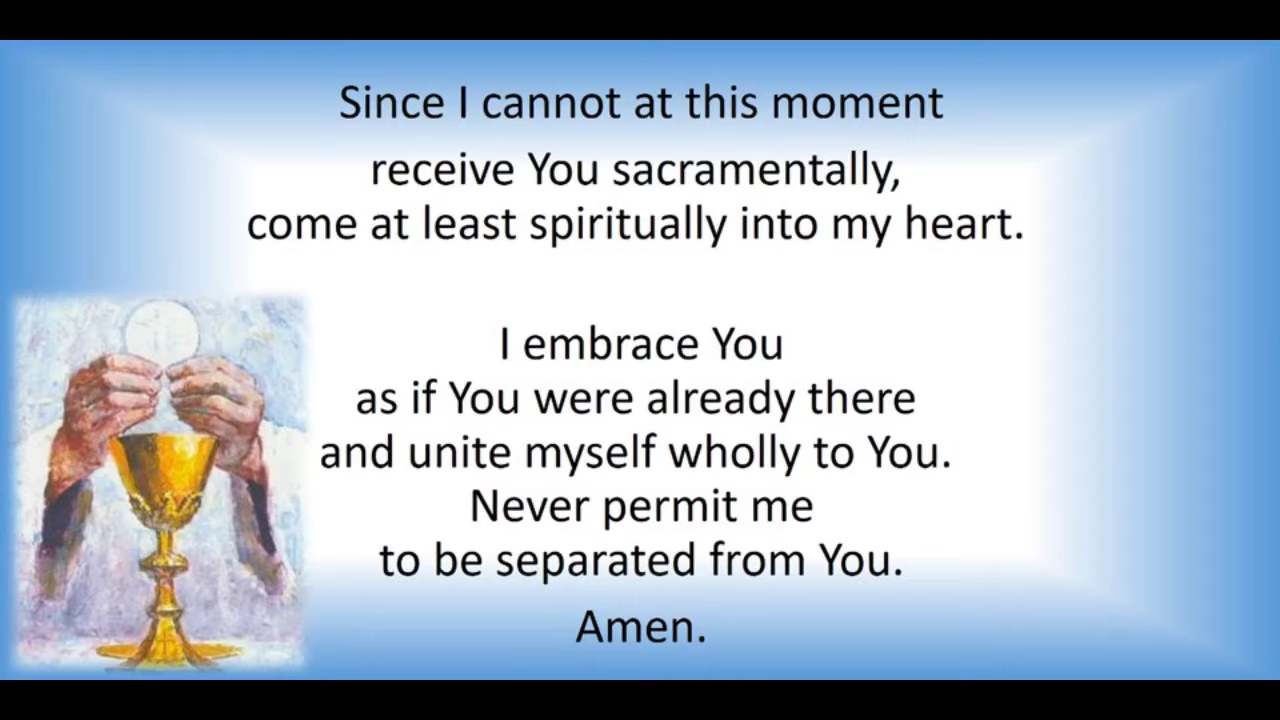 Since I cannot at this moment
receive You sacramentally,
come at least spiritually into my heart.
I embrace You
as if You were already there
and unite myself wholly to You.
Never permit me
to be separated from You.
Amen.